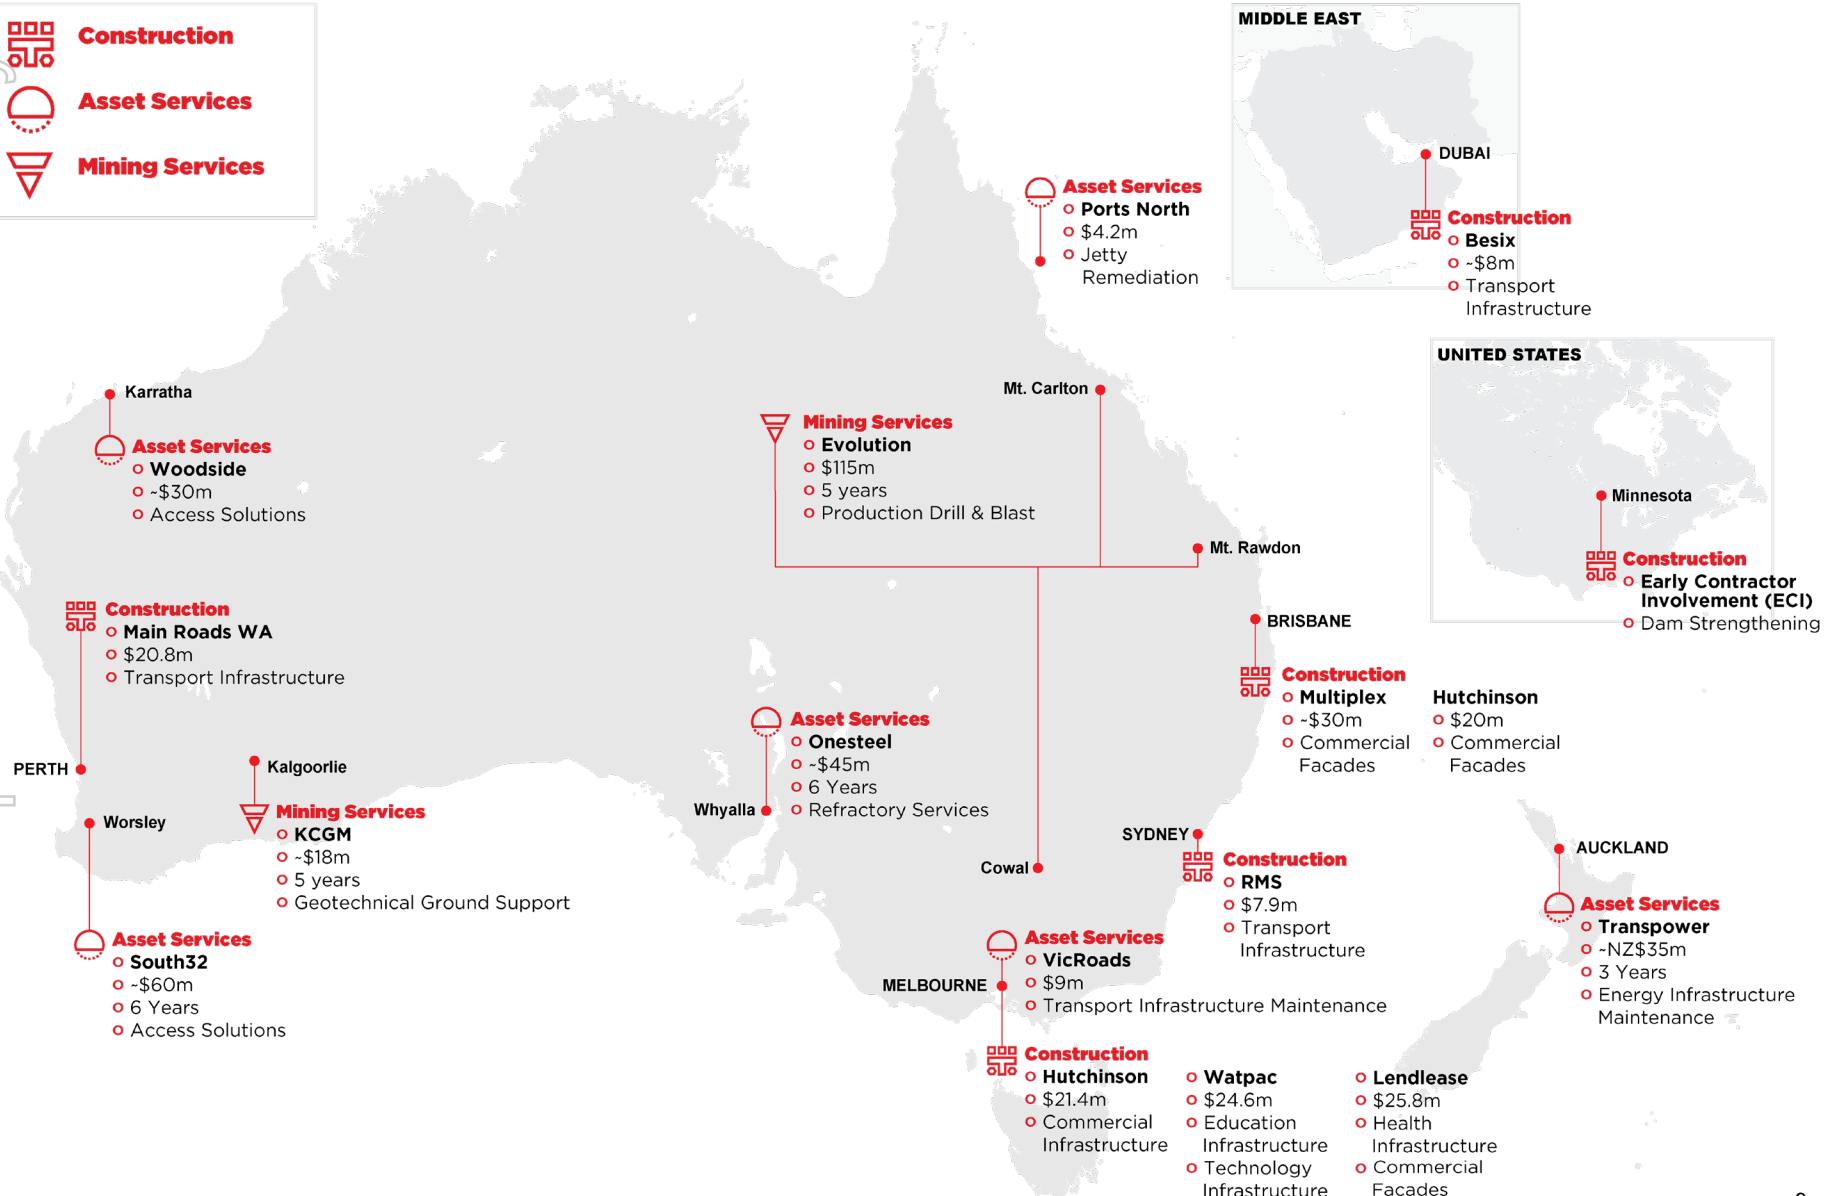 Construction
Asset Services
Mining Services
MIDDLE EAST
DUBAI
Construction
Besix
~$8m
Transport
Infrastructure
Asset Services
Ports North
$4.2m
Jetty
Remediation
UNITED STATES
Minnesota
Construction
Early Contractor
Involvement (ECI)
Dam Strengthening
Karratha
Asset Services
Woodside
~$30m
Access Solutions
Mt. Carlton
Mining Services
Evolution
$115m
5 years
Production Drill & Blast
Mt. Rawdon
Cowal
Construction
Main Roads WA
$20.8m
Transport Infrastructure
PERTH
BRISBANE
Construction
Multiplex
~$30m
Commercial
Facades
Hutchinson
$20m
Commercial
Facades
Asset Services
Onesteel
~$45m
6 Years
Refractory Services
Whyalla
Kalgoorlie
Mining Services
KCGM
~$18m
5 years
Geotechnical Ground Support
Worsley
Asset Services
South32
~$60m
6 Years
Access Solutions
SYDNEY
Construction
RMS
$7.9m
Transport
Infrastructure
AUCKLAND
Asset Services
Transpower
~NZ$35m
3 Years
Energy Infrastructure
Maintenance
Asset Services
VicRoads
$9m
Transport Infrastructure Maintenance
MELBOURNE
Construction
Hutchinson
$21.4m
Commercial
Infrastructure
Watpac
$24.6m
Education
Infrastructure
Technology
Infrastructure
Lendlease
$25.8m
Health
Infrastructure
Commercial
Facades